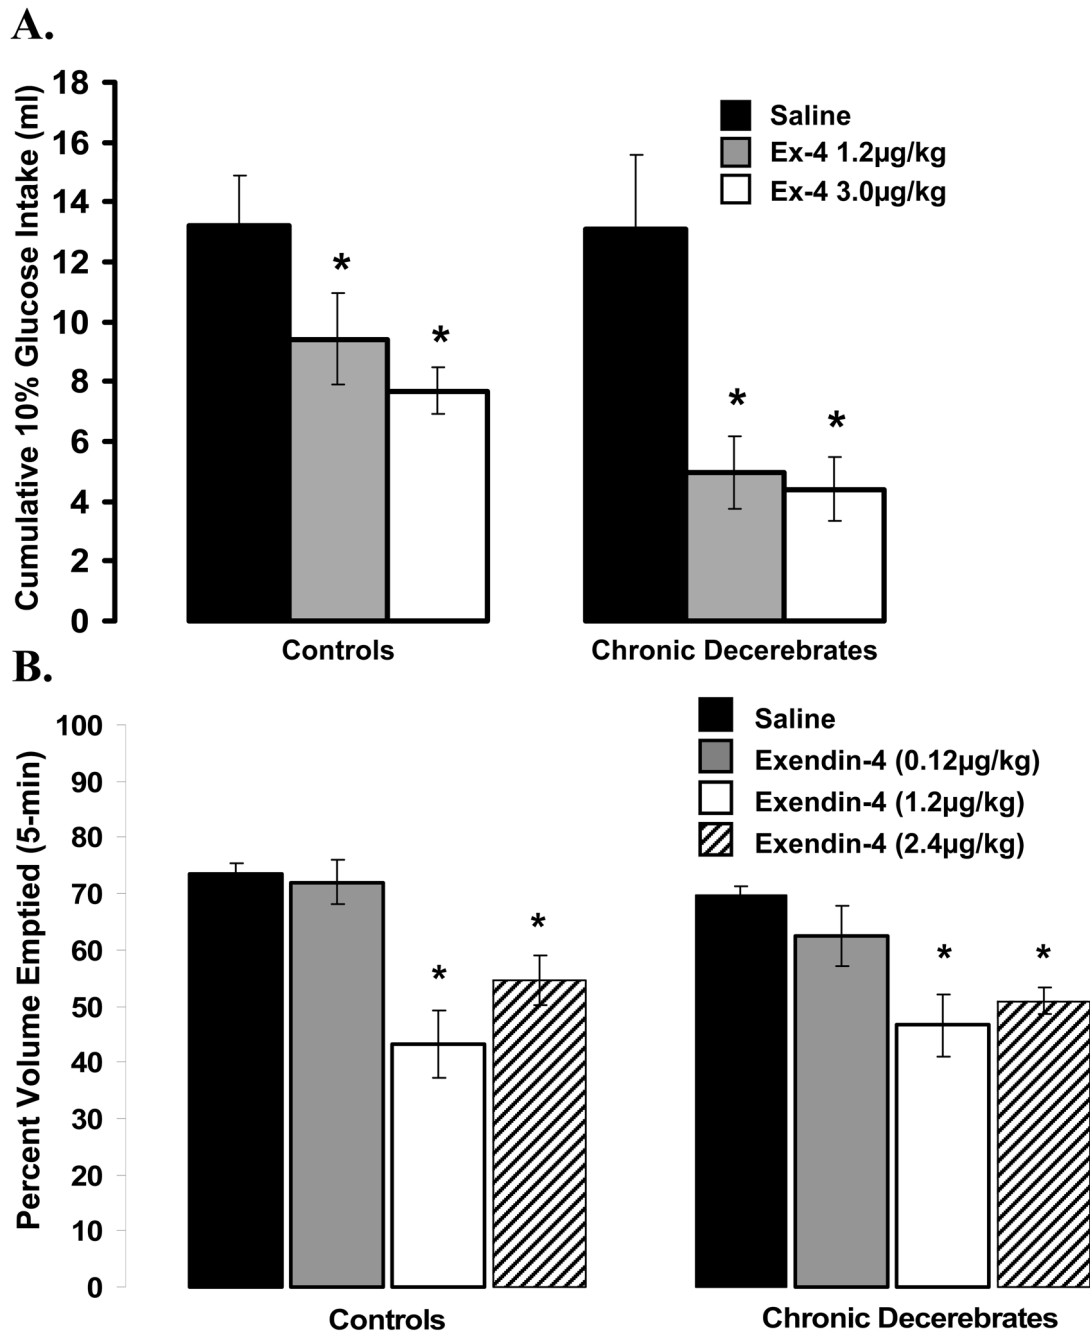 A.
Cumulative 10% Glucose Intake (ml)
18
16
14
12
10
8
6
4
2
0
Saline
Ex-4 1.2µg/kg
Ex-4 3.0µg/kg
*
*
*
*
Controls
Chronic Decerebrates
B.
Percent Volume Emptied (5-min)
100
90
80
70
60
50
40
30
20
10
0
Saline
Exendin-4 (0.12µg/kg)
Exendin-4 (1.2µg/kg)
Exendin-4 (2.4µg/kg)
*
*
*
*
Controls
Chronic Decerebrates